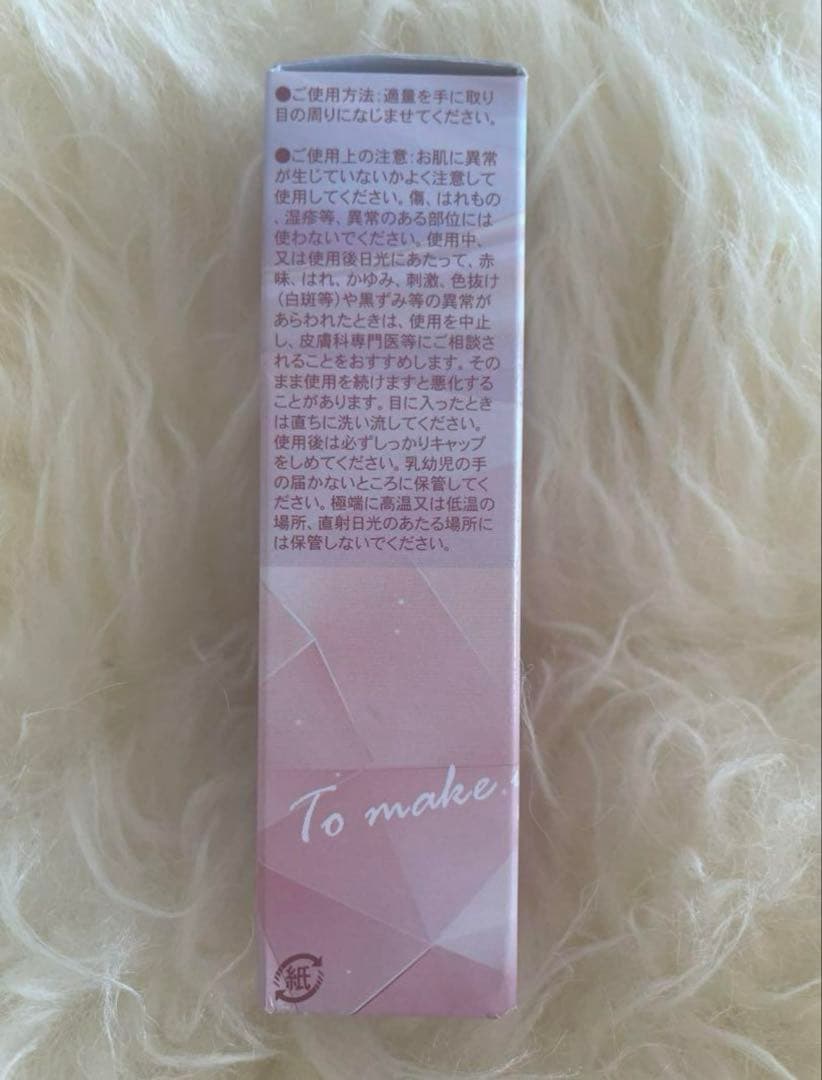 ●ご使用方法:適量を手に取り
目の周りになじませてください。
●ご使用上の注意:お肌に異常
が生じていないかよく注意して
使用してください。傷、はれもの
、湿疹等、異常のある部位には
使わないでください。使用中、
又は使用後日光にあたって、赤
味、はれ、かゆみ、刺激、色抜け
(白斑等)や黒ずみ等の異常が
あらわれたときは、使用を中止
し、皮膚科専門医等にご相談さ
れることをおすすめします。その
まま使用を続けますと悪化する
ことがあります。目に入ったとき
は直ちに洗い流してください。
使用後は必ずしっかりキャップ
をしめてください。乳幼児の手
の届かないところに保管してく
ださい。極端に高温又は低温の
場所、直射日光のあたる場所に
は保管しないでください。
To make.
紙